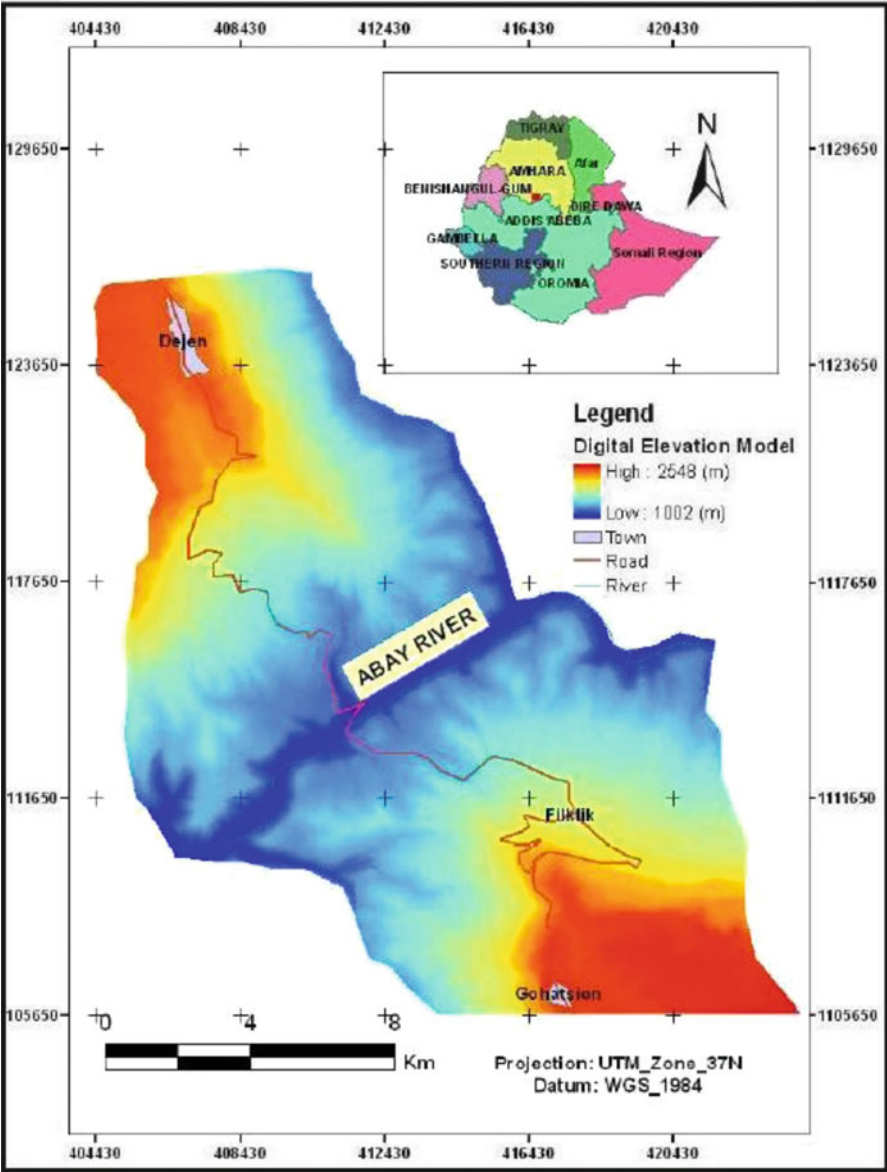 404430 408430 412430 416430 420430
129650
1129650
N
TIGRAY
Afar
AMHARA
BENISHANGUL-GUM
DIRE DAWA
ADDIS ABEBA
GAMBELLA
Somali Region
SOUTHERN REGION
OROMIA
Dejen
123650
1123650
Legend
Digital Elevation Model
High : 2548 (m)
Low : 1002 (m)
Town
Road
River
1117650
1117650
ABAY RIVER
111650
1111650
Filiklik
Gohatsion
105650
1105650
0 4 8
Km
Projection: UTM_Zone_37N
Datum: WGS_1984
404430 408430 412430 416430 420430